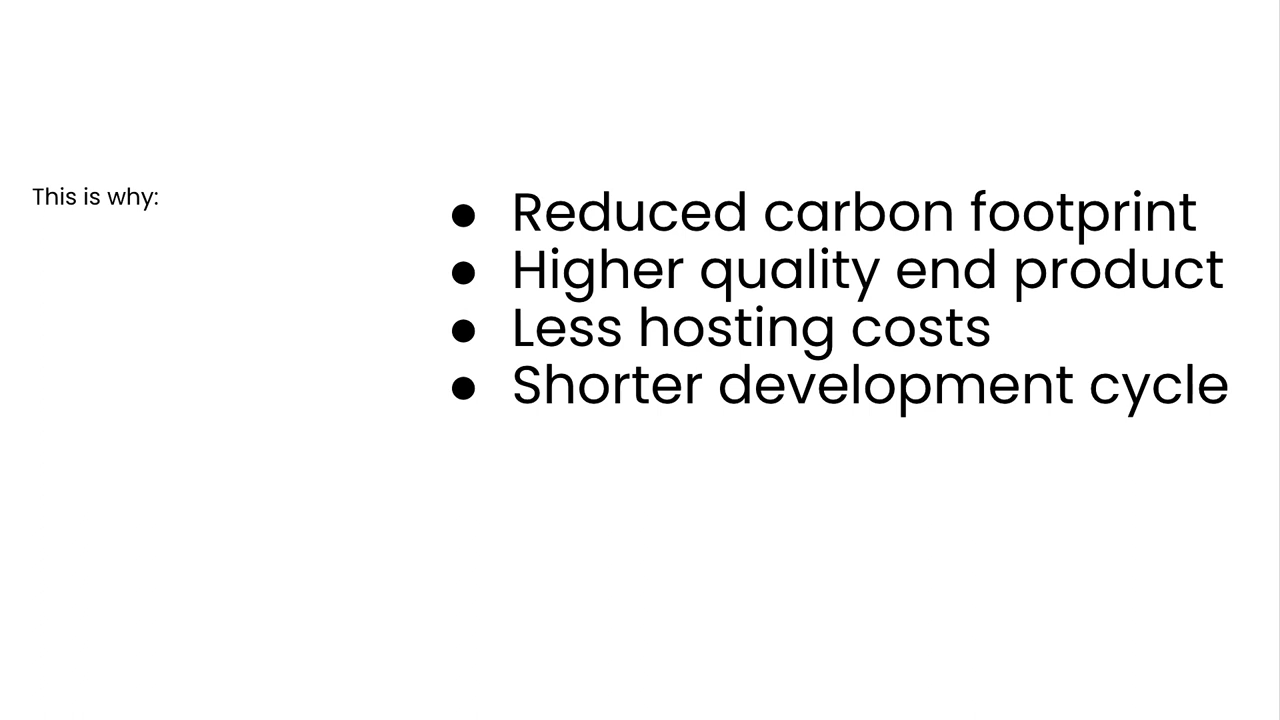 This is why:
● Reduced carbon footprint
● Higher quality end product
● Less hosting costs
● Shorter development cycle